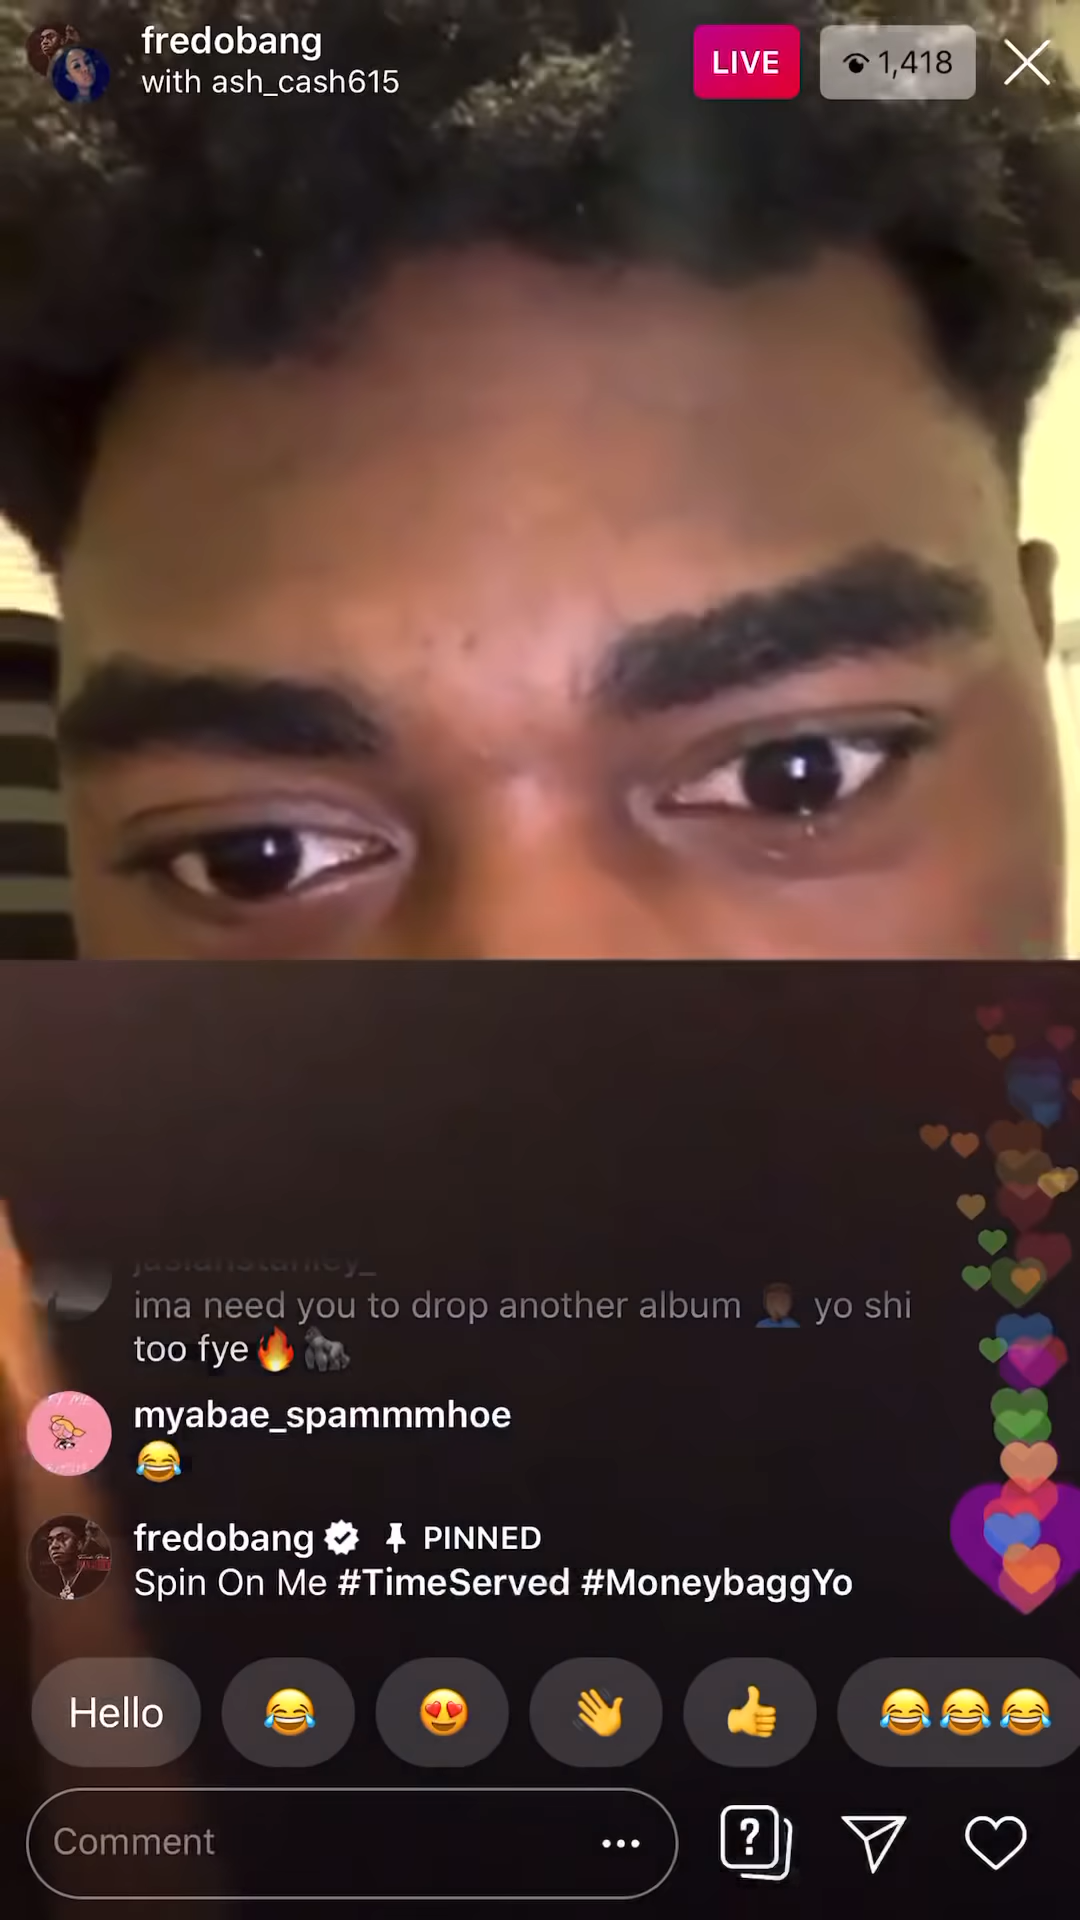 fredobang
with ash_cash615
LIVE
1,418
ima need you to drop another album 🤦🏾‍♂️ yo shi
too fye🔥🦍
myabae_spammmhoe
😂
fredobang PINNED
Spin On Me #TimeServed #MoneybaggYo
Hello 😂 😍 👋 👍 😂😂😂
Comment